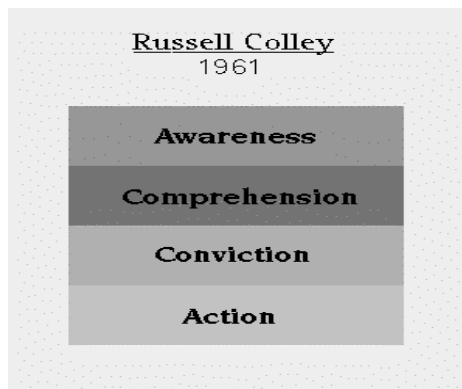 Russell Colley
1961
Awareness
Comprehension
Conviction
Action